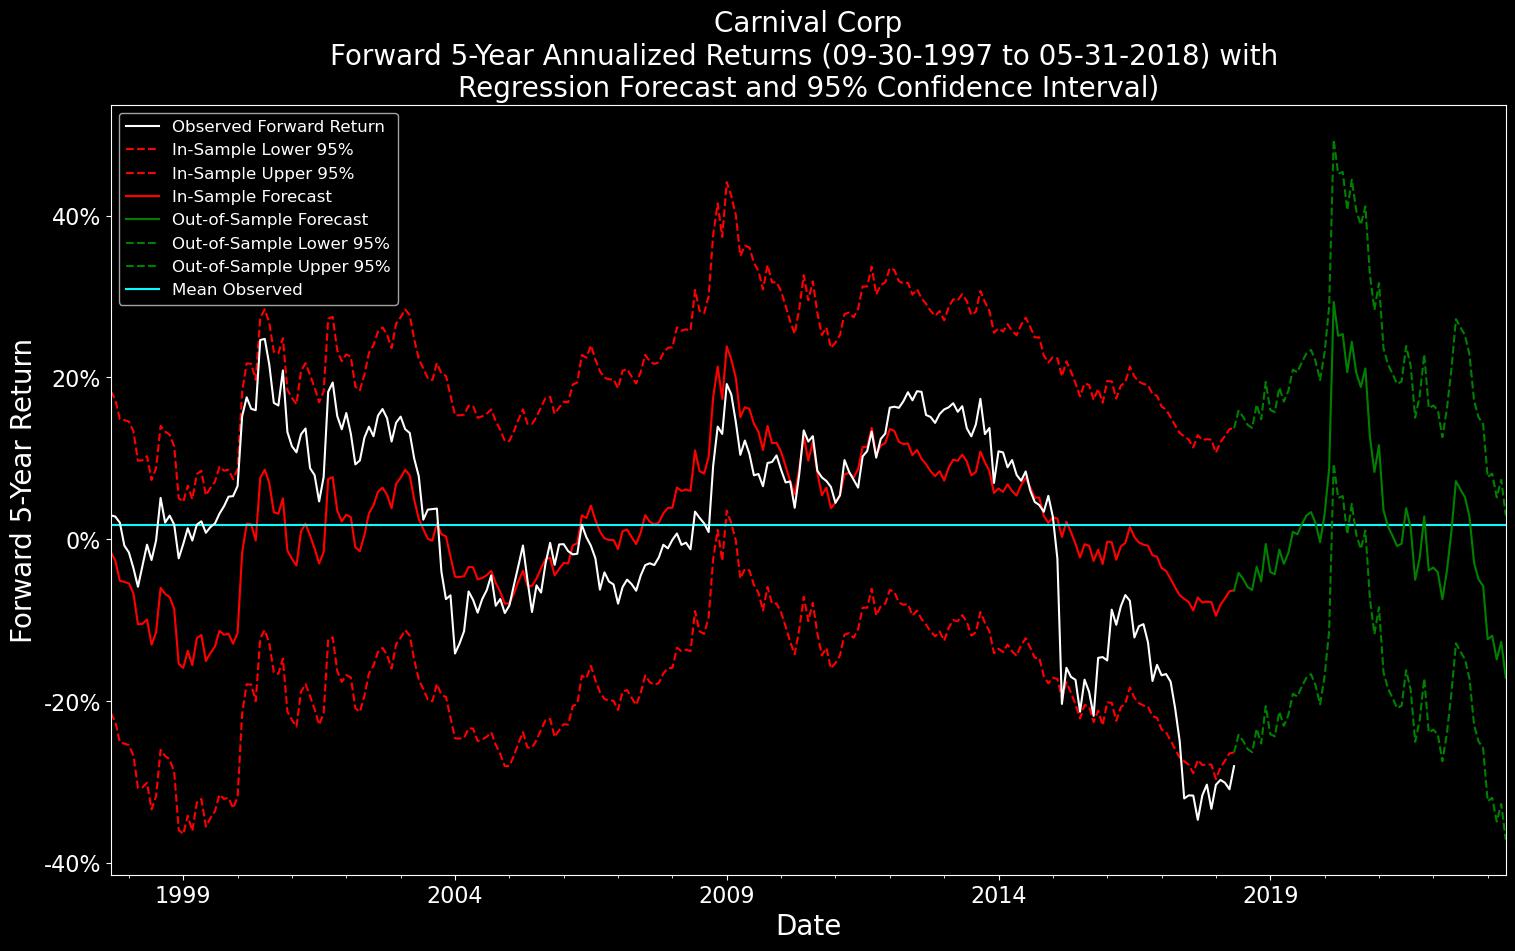 Carnival Corp
Forward 5-Year Annualized Returns (09-30-1997 to 05-31-2018) with
Regression Forecast and 95% Confidence Interval)
Observed Forward Return
In-Sample Lower 95%
In-Sample Upper 95%
In-Sample Forecast
Out-of-Sample Forecast
Out-of-Sample Lower 95%
Out-of-Sample Upper 95%
Mean Observed
Forward 5-Year Return
40%
20%
0%
-20%
-40%
1999
2004
2009
2014
2019
Date